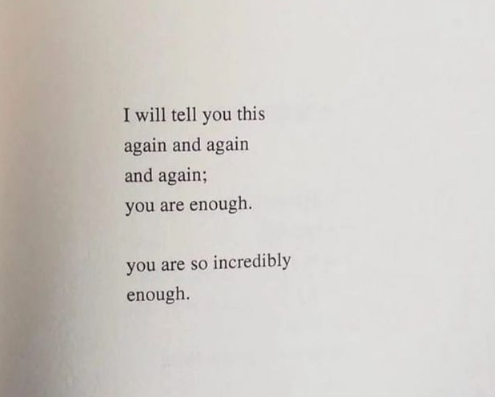 I will tell you this
again and again
and again;
you are enough.
you are so incredibly
enough.